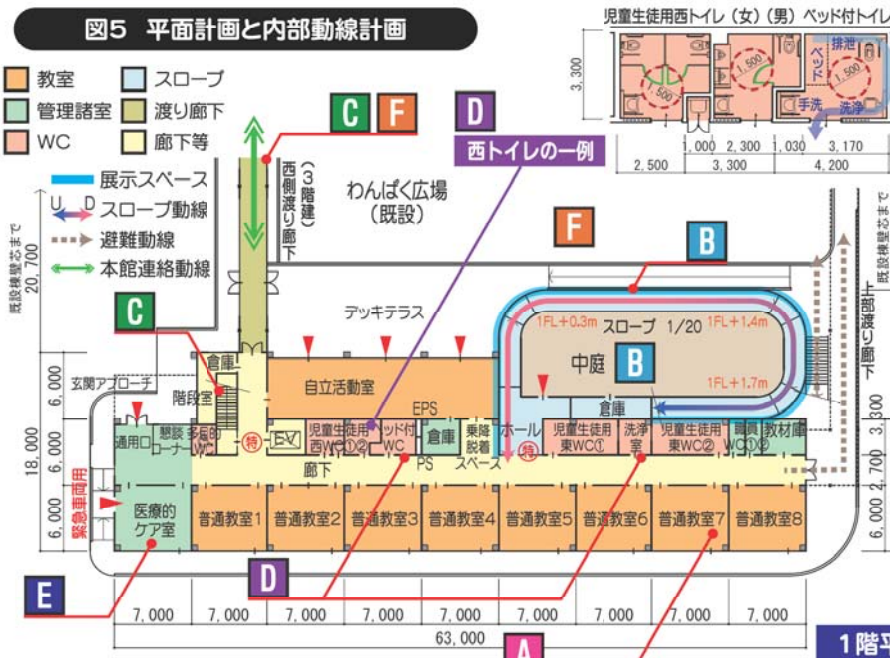 図5 平面計画と内部動線計画
教室
スロープ
管理諸室
渡り廊下
WC
廊下等
展示スペース
U D スロープ動線
避難動線
本館連絡動線
児童生徒用西トイレ（女）（男）ベッド付トイレ
3,300
1,500
1,500
1,500
ベッド
排泄
手洗
洗浄
1,000 2,300 1,030 3,170
2,500 3,300 4,200
C F
D
西トイレの一例
（3階建）
西側渡り廊下
わんぱく広場
（既設）
既設棟壁芯まで
20,700
F
B
既設棟壁芯まで
上部渡り廊下
デッキテラス
C
1FL+0.3m スロープ 1/20 1FL+1.4m
中庭
B
1FL+1.7m
倉庫
倉庫
玄関アプローチ
階段室
自立活動室
EPS
6,000
6,000
6,000
18,000
3,300
2,700
6,000
通用口
懇談
コーナー
多目的
WC
特
EV
児童生徒用
西WC①②
ベッド付
WC
倉庫
乗降
脱着
スペース
PS
ホール
特
児童生徒用
東WC①
洗浄
室
児童生徒用
東WC②
職員
WC①②
教材庫
廊下
緊急車両用
医療的
ケア室
普通教室1
普通教室2
普通教室3
普通教室4
普通教室5
普通教室6
普通教室7
普通教室8
E
D
A
7,000 7,000 7,000 7,000 7,000 7,000 7,000 7,000 7,000
63,000
1階平